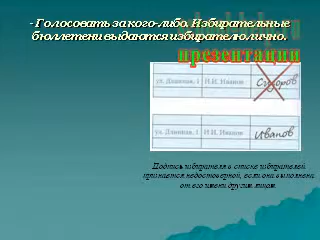 - Голосовать за кого-либо. Избирательные
бюллетени выдаются избирателю лично.
презентации
ул. Длинная, 1 И.И. Иванов Сидоров
ул. Длинная, 1 И.И. Иванов Иванов
Подпись избирателя в списке избирателей
признается недостоверной, если она выполнена
от его имени другим лицом.